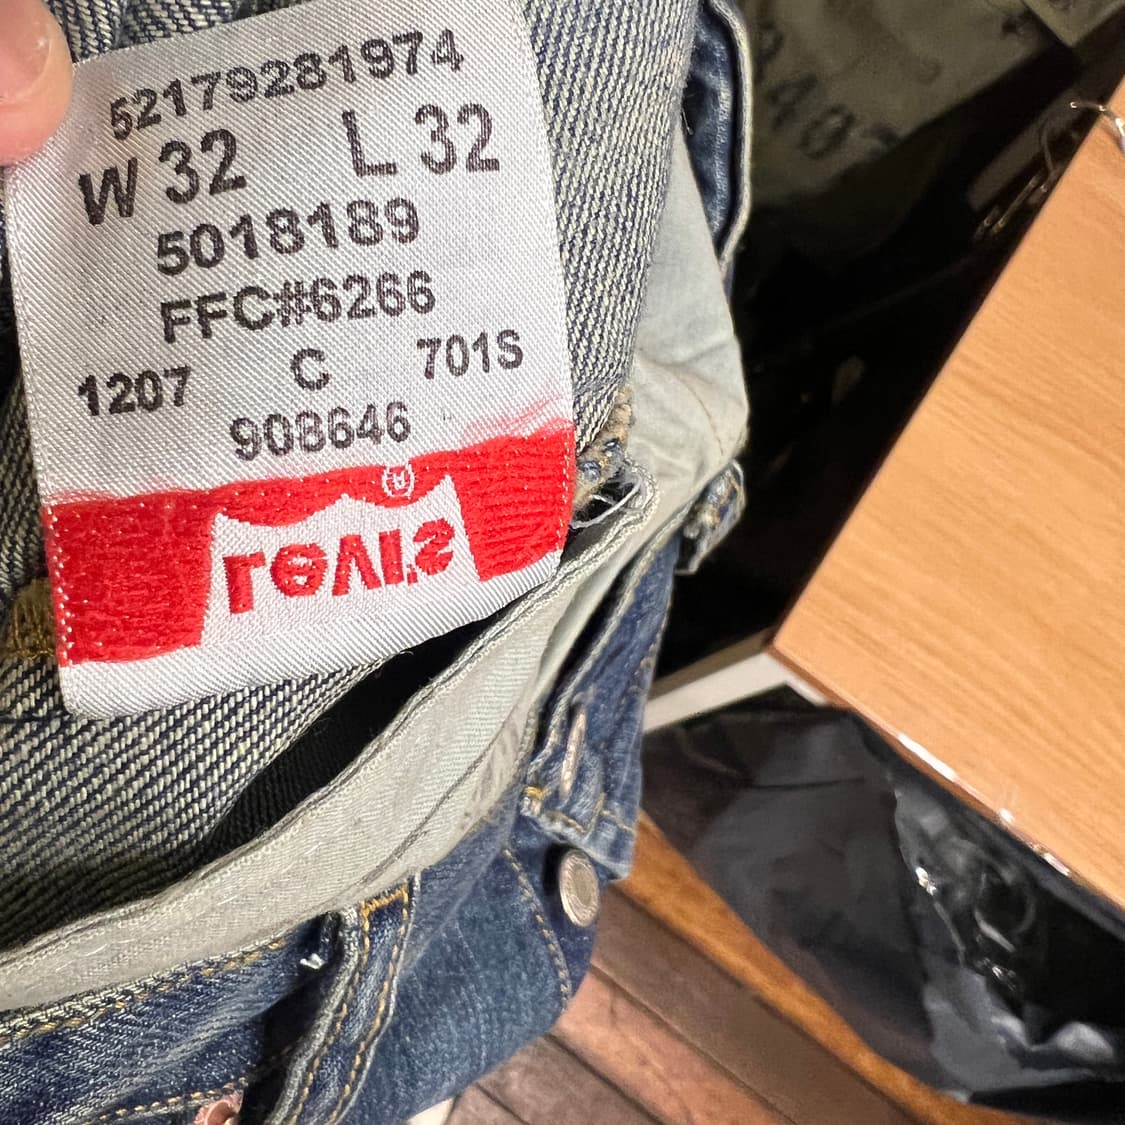 52179281974
W 32 L 32
5018189
FFC#6266
1207 C 701S
908646
Levi's ®